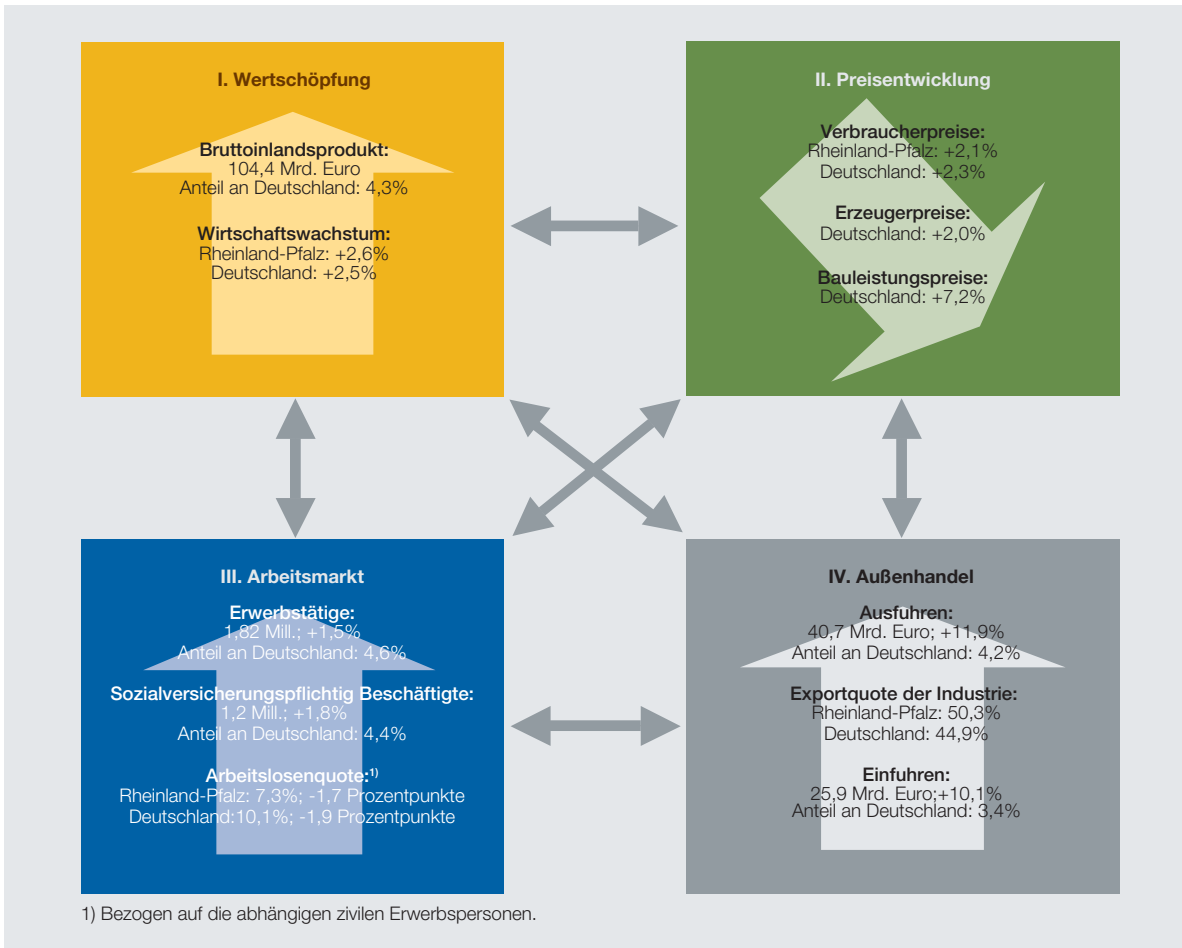 I. Wertschöpfung
Bruttoinlandsprodukt:
104,4 Mrd. Euro
Anteil an Deutschland: 4,3%
Wirtschaftswachstum:
Rheinland-Pfalz: +2,6%
Deutschland: +2,5%
II. Preisentwicklung
Verbraucherpreise:
Rheinland-Pfalz: +2,1%
Deutschland: +2,3%
Erzeugerpreise:
Deutschland: +2,0%
Bauleistungspreise:
Deutschland: +7,2%
III. Arbeitsmarkt
Erwerbstätige:
1,82 Mill.; +1,5%
Anteil an Deutschland: 4,6%
Sozialversicherungspflichtig Beschäftigte:
1,2 Mill.; +1,8%
Anteil an Deutschland: 4,4%
Arbeitslosenquote:1)
Rheinland-Pfalz: 7,3%; -1,7 Prozentpunkte
Deutschland:10,1%; -1,9 Prozentpunkte
IV. Außenhandel
Ausfuhren:
40,7 Mrd. Euro; +11,9%
Anteil an Deutschland: 4,2%
Exportquote der Industrie:
Rheinland-Pfalz: 50,3%
Deutschland: 44,9%
Einfuhren:
25,9 Mrd. Euro;+10,1%
Anteil an Deutschland: 3,4%
1) Bezogen auf die abhängigen zivilen Erwerbspersonen.